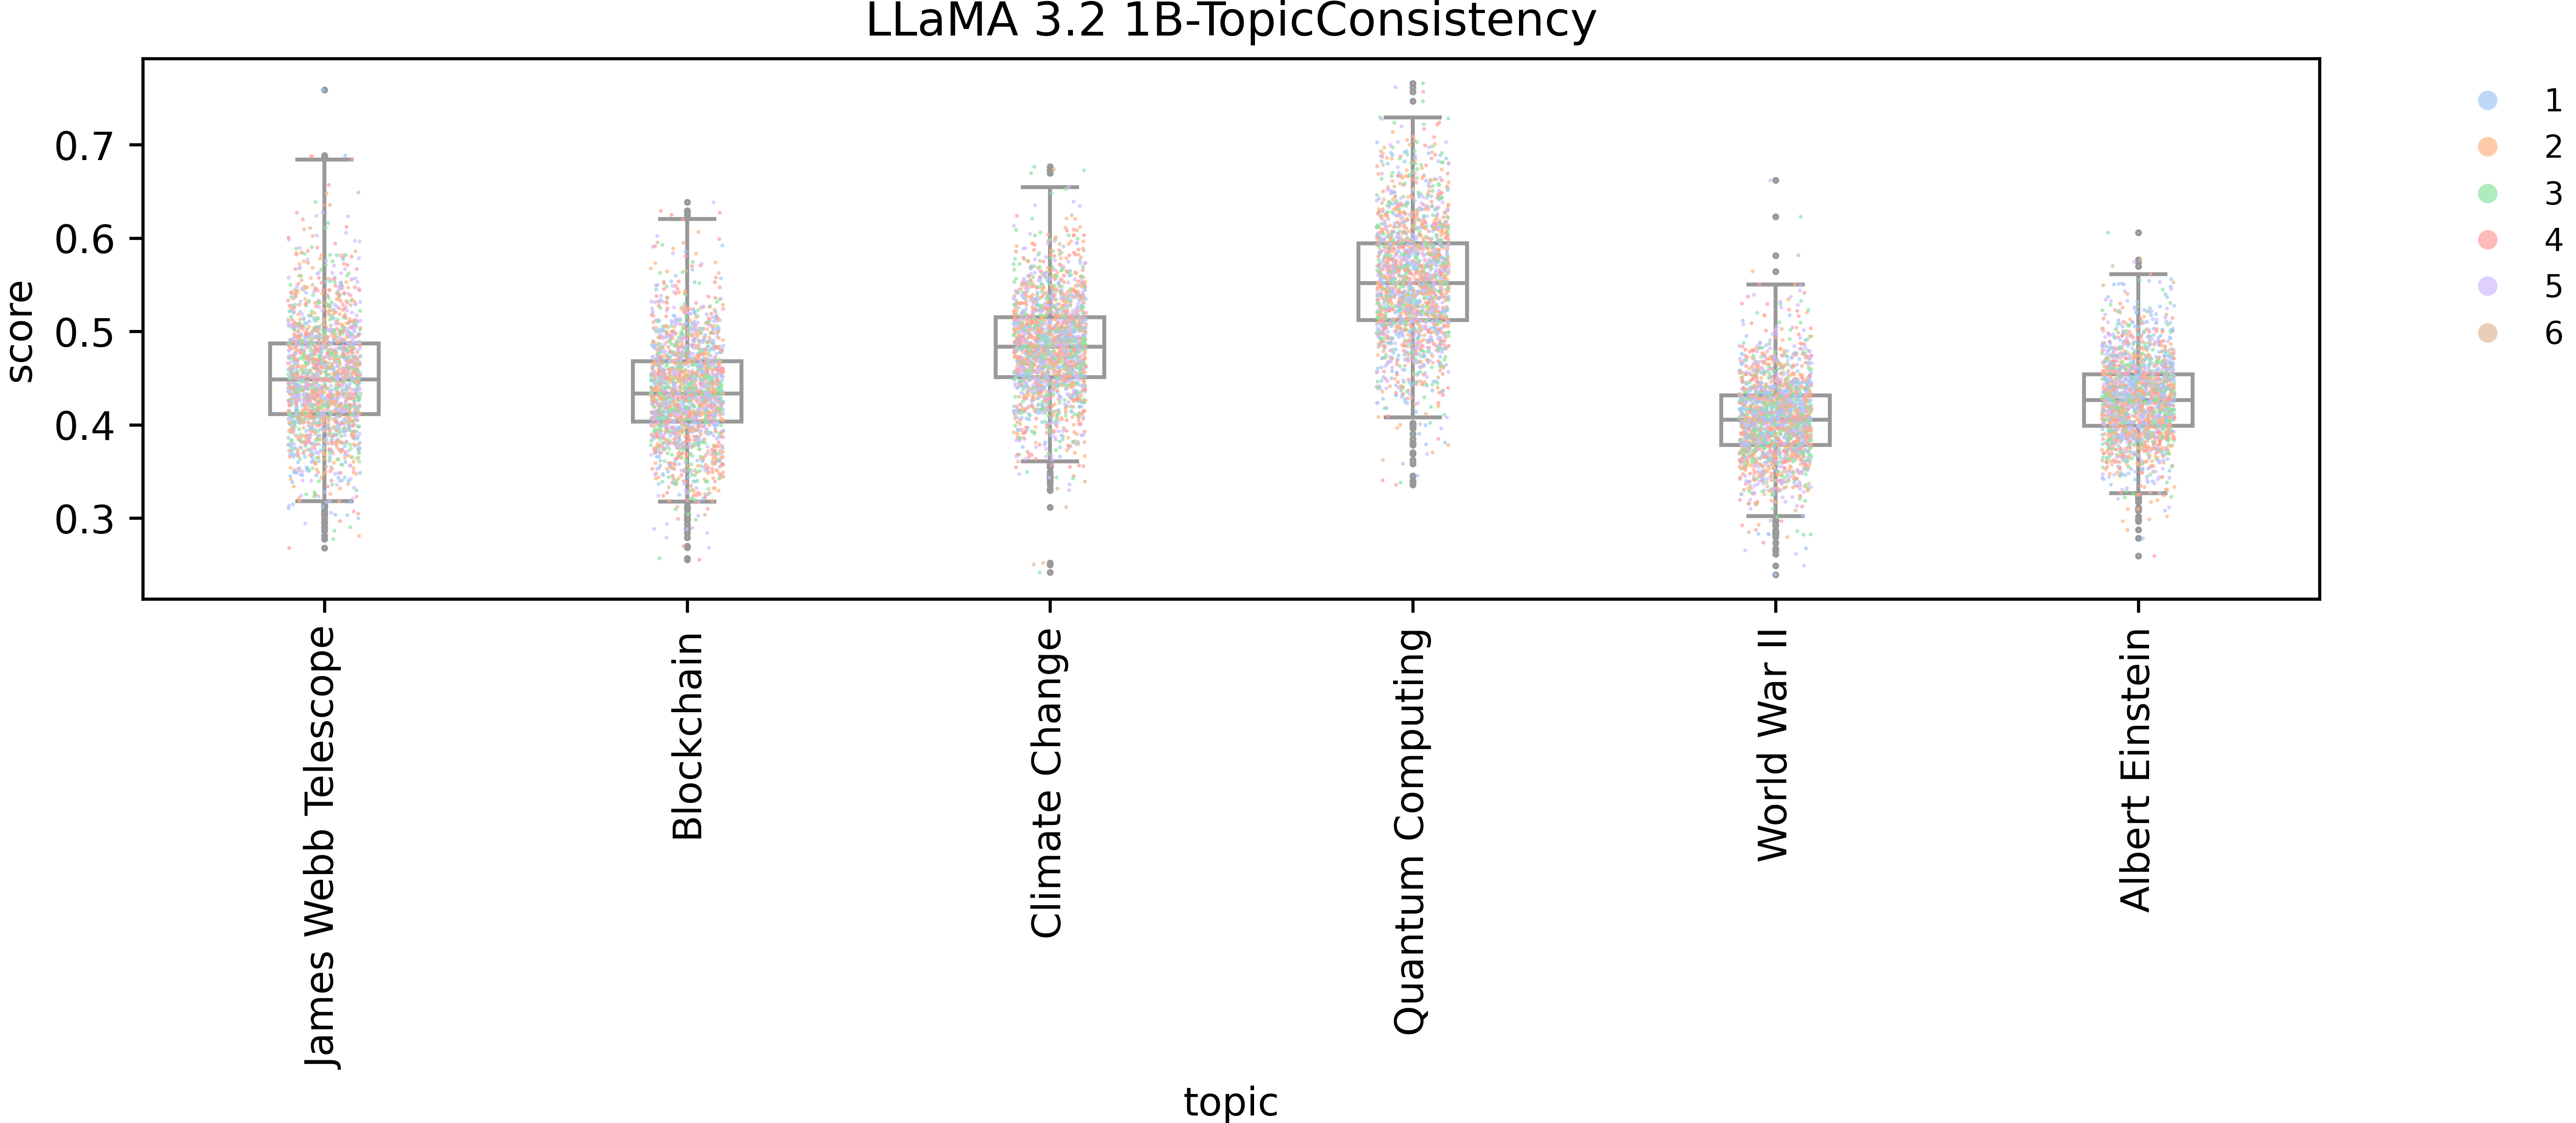 LLaMA 3.2 1B-TopicConsistency
score
0.7
0.6
0.5
0.4
0.3
James Webb Telescope
Blockchain
Climate Change
Quantum Computing
World War II
Albert Einstein
topic
1
2
3
4
5
6